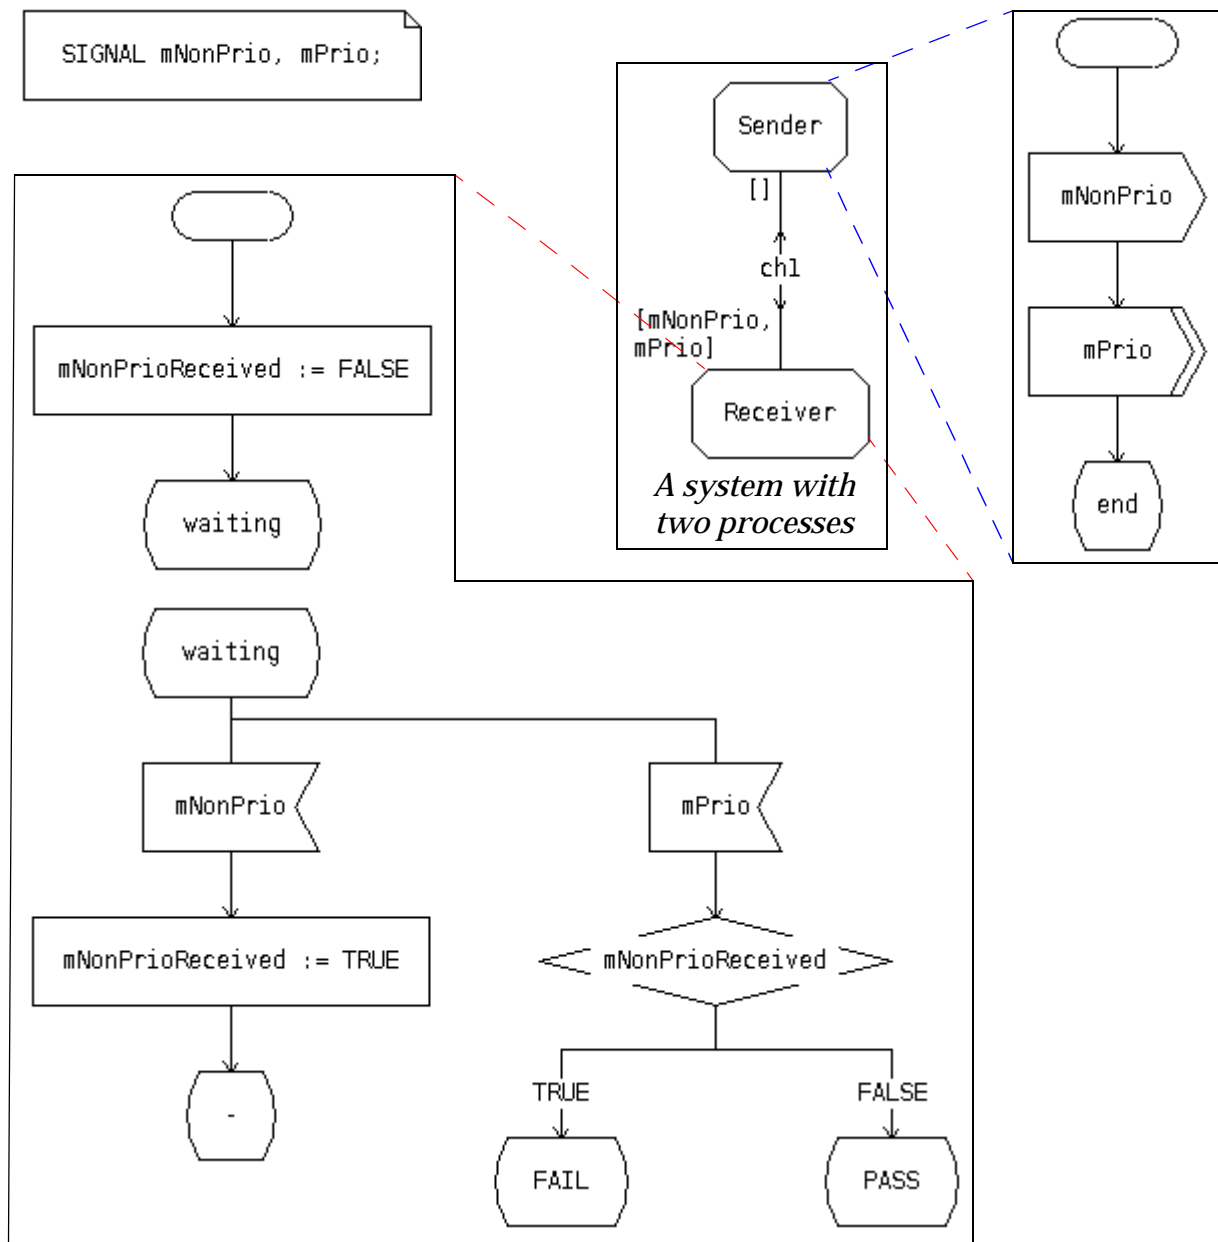 SIGNAL mNonPrio, mPrio;
Sender
[]
chl
[mNonPrio,
mPrio]
Receiver
A system with
two processes
mNonPrio
mPrio
end
mNonPrioReceived := FALSE
waiting
waiting
mNonPrio
mPrio
mNonPrioReceived := TRUE
mNonPrioReceived
-
TRUE
FALSE
FAIL
PASS